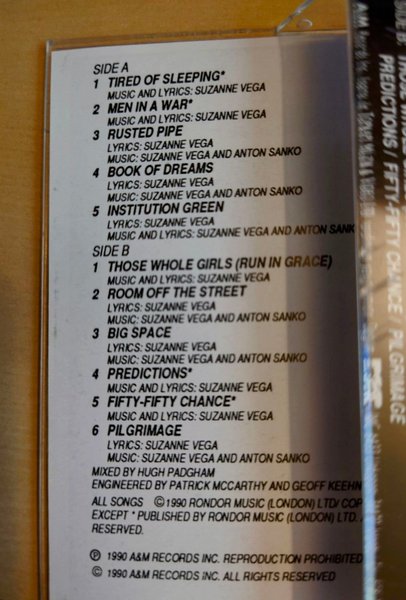 SIDE A
1 TIRED OF SLEEPING*
MUSIC AND LYRICS: SUZANNE VEGA
2 MEN IN A WAR*
MUSIC AND LYRICS: SUZANNE VEGA
3 RUSTED PIPE
LYRICS: SUZANNE VEGA
MUSIC: SUZANNE VEGA AND ANTON SANKO
4 BOOK OF DREAMS
LYRICS: SUZANNE VEGA
MUSIC: SUZANNE VEGA AND ANTON SANKO
5 INSTITUTION GREEN
LYRICS: SUZANNE VEGA
MUSIC AND LYRICS: SUZANNE VEGA AND ANTON SANK
SIDE B
1 THOSE WHOLE GIRLS (RUN IN GRACE)
MUSIC AND LYRICS: SUZANNE VEGA
2 ROOM OFF THE STREET
LYRICS: SUZANNE VEGA
MUSIC: SUZANNE VEGA AND ANTON SANKO
3 BIG SPACE
LYRICS: SUZANNE VEGA
MUSIC: SUZANNE VEGA AND ANTON SANKO
4 PREDICTIONS*
MUSIC AND LYRICS: SUZANNE VEGA
5 FIFTY-FIFTY CHANCE*
MUSIC AND LYRICS: SUZANNE VEGA
6 PILGRIMAGE
LYRICS: SUZANNE VEGA
MUSIC: SUZANNE VEGA AND ANTON SANKO
MIXED BY HUGH PADGHAM
ENGINEERED BY PATRICK MCCARTHY AND GEOFF KEEHN
ALL SONGS ©1990 RONDOR MUSIC (LONDON) LTD/ COP
EXCEPT * PUBLISHED BY RONDOR MUSIC (LONDON) LTD.
RESERVED.
℗ 1990 A&M RECORDS INC. REPRODUCTION PROHIBITED
© 1990 A&M RECORDS INC. ALL RIGHTS RESERVED
PREDICTIONS / FIFTY-FIFTY CHANCE / PILGRIMAGE